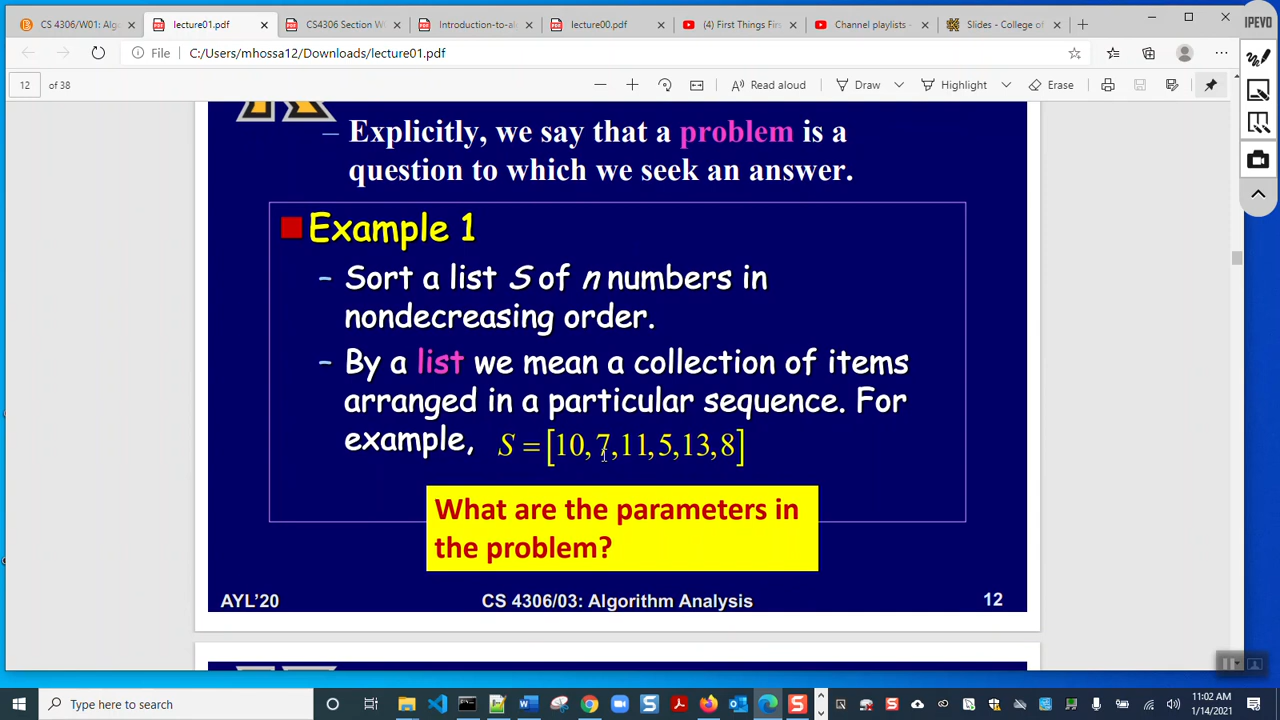 CS 4306/W01: Alg
lecture01.pdf
CS4306 Section W
Introduction-to-al
lecture00.pdf
(4) First Things Fir
Channel playlists -
Slides - College of
IPEVO
File
C:/Users/mhossa12/Downloads/lecture01.pdf
12 of 38
Read aloud
Draw
Highlight
Erase
– Explicitly, we say that a problem is a
question to which we seek an answer.
Example 1
- Sort a list S of n numbers in
nondecreasing order.
- By a list we mean a collection of items
arranged in a particular sequence. For
example, S = [10, 7, 11, 5, 13, 8]
What are the parameters in
the problem?
AYL'20 CS 4306/03: Algorithm Analysis 12
Type here to search
11:02 AM
1/14/2021